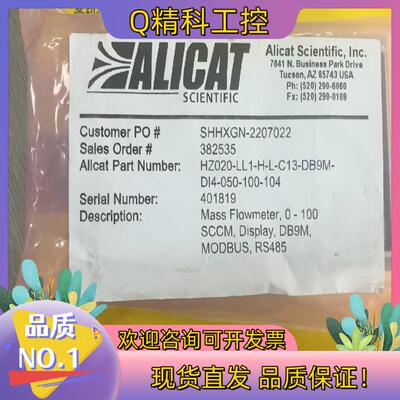 Q精科工控
ALICAT
SCIENTIFIC
Alicat Scientific, Inc.
7641 N. Business Park Drive
Tucson, AZ 85743 USA
Ph: (520) 290-6060
Fx: (520) 290-0109
Customer PO # SHHXGN-2207022
Sales Order # 382535
Alicat Part Number: HZ020-LL1-H-L-C13-DB9M-
DI4-050-100-104
Serial Number: 401819
Description: Mass Flowmeter, 0 - 100
SCCM, Display, DB9M,
MODBUS, RS485
品质
NO.1
欢迎咨询可开发票
现货直发 品质保证!